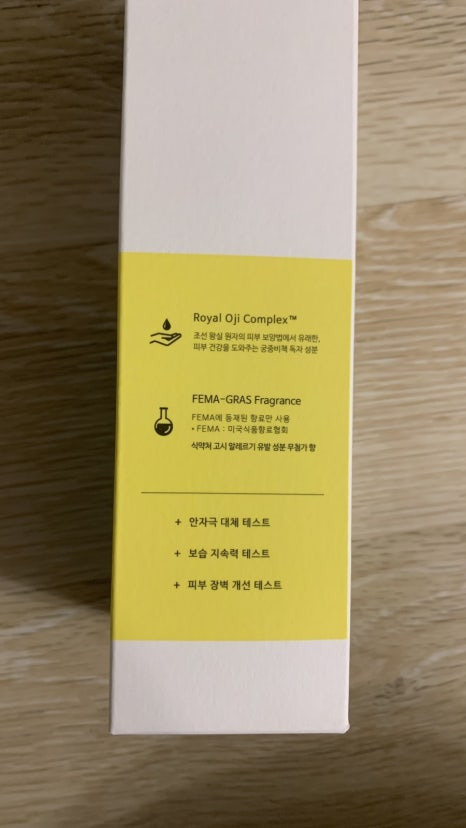 Royal Oji Complex™
조선 왕실 원자의 피부 보양법에서 유래한,
피부 건강을 도와주는 궁중비책 독자 성분
FEMA-GRAS Fragrance
FEMA에 등재된 향료만 사용
* FEMA : 미국식품향료협회
식약처 고시 알레르기 유발 성분 무첨가 향
+ 안자극 대체 테스트
+ 보습 지속력 테스트
+ 피부 장벽 개선 테스트